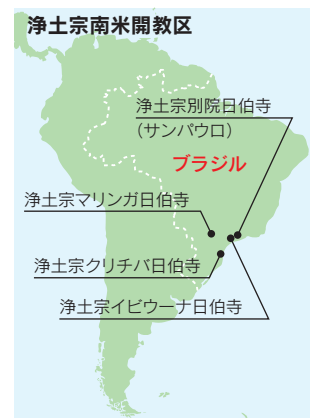 浄土宗南米開教区
浄土宗別院日伯寺
（サンパウロ）
ブラジル
浄土宗マリンガ日伯寺
浄土宗クリチバ日伯寺
浄土宗イビウーナ日伯寺